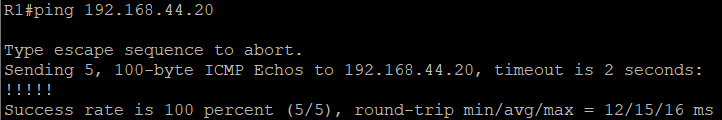 R1#ping 192.168.44.20
Type escape sequence to abort.
Sending 5, 100-byte ICMP Echos to 192.168.44.20, timeout is 2 seconds:
!!!!!
Success rate is 100 percent (5/5), round-trip min/avg/max = 12/15/16 ms